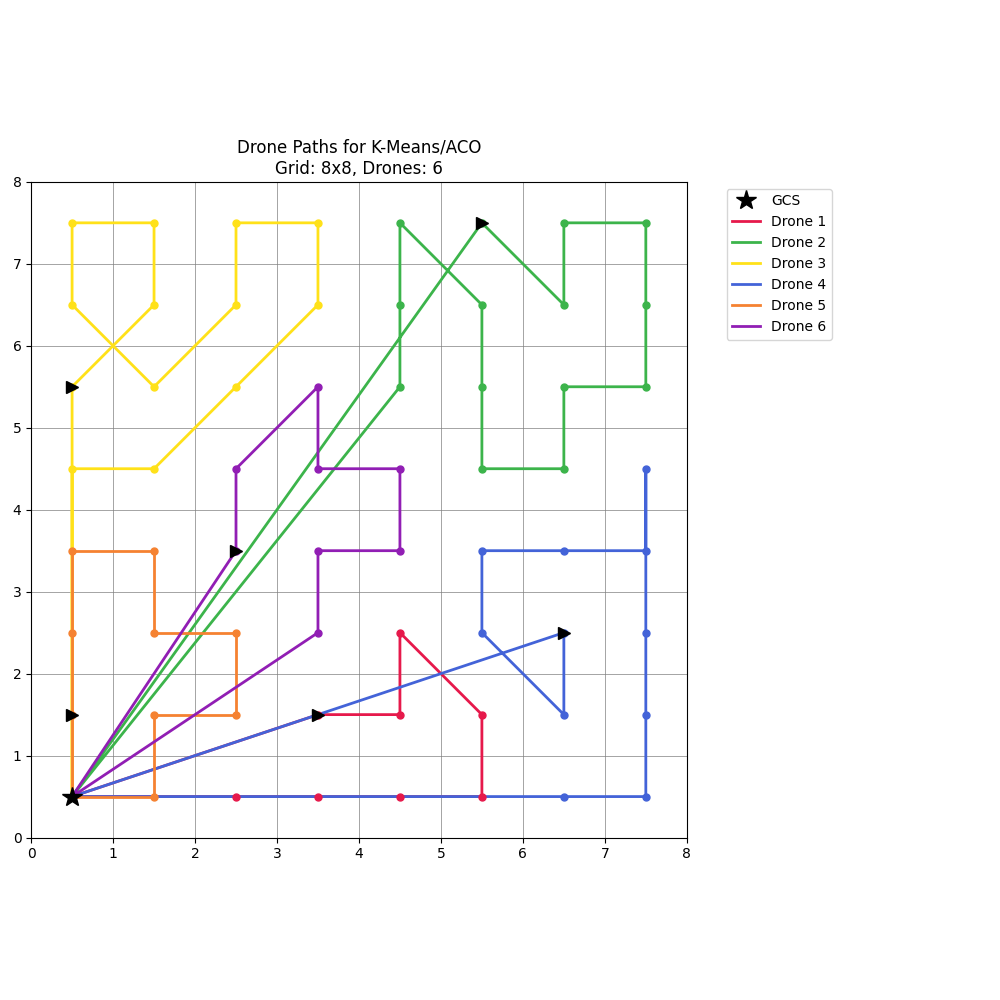 Drone Paths for K-Means/ACO
Grid: 8x8, Drones: 6
GCS
Drone 1
Drone 2
Drone 3
Drone 4
Drone 5
Drone 6
8
7
6
5
4
3
2
1
0
0 1 2 3 4 5 6 7 8